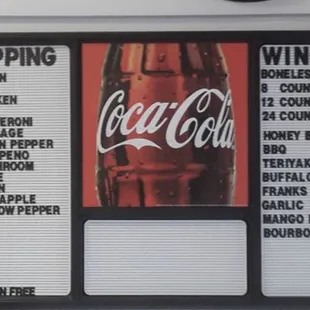 PPING
N
KEN
ERONI
AGE
N PEPPER
PENO
HROOM
E
N
APPLE
OW PEPPER
N FREE
Coca-Cola
WIN
BONELES
8 COUN
12 COUN
24 COUN
HONEY B
BBQ
TERIYAK
BUFFALO
FRANKS
GARLIC
MANGO
BOURBO